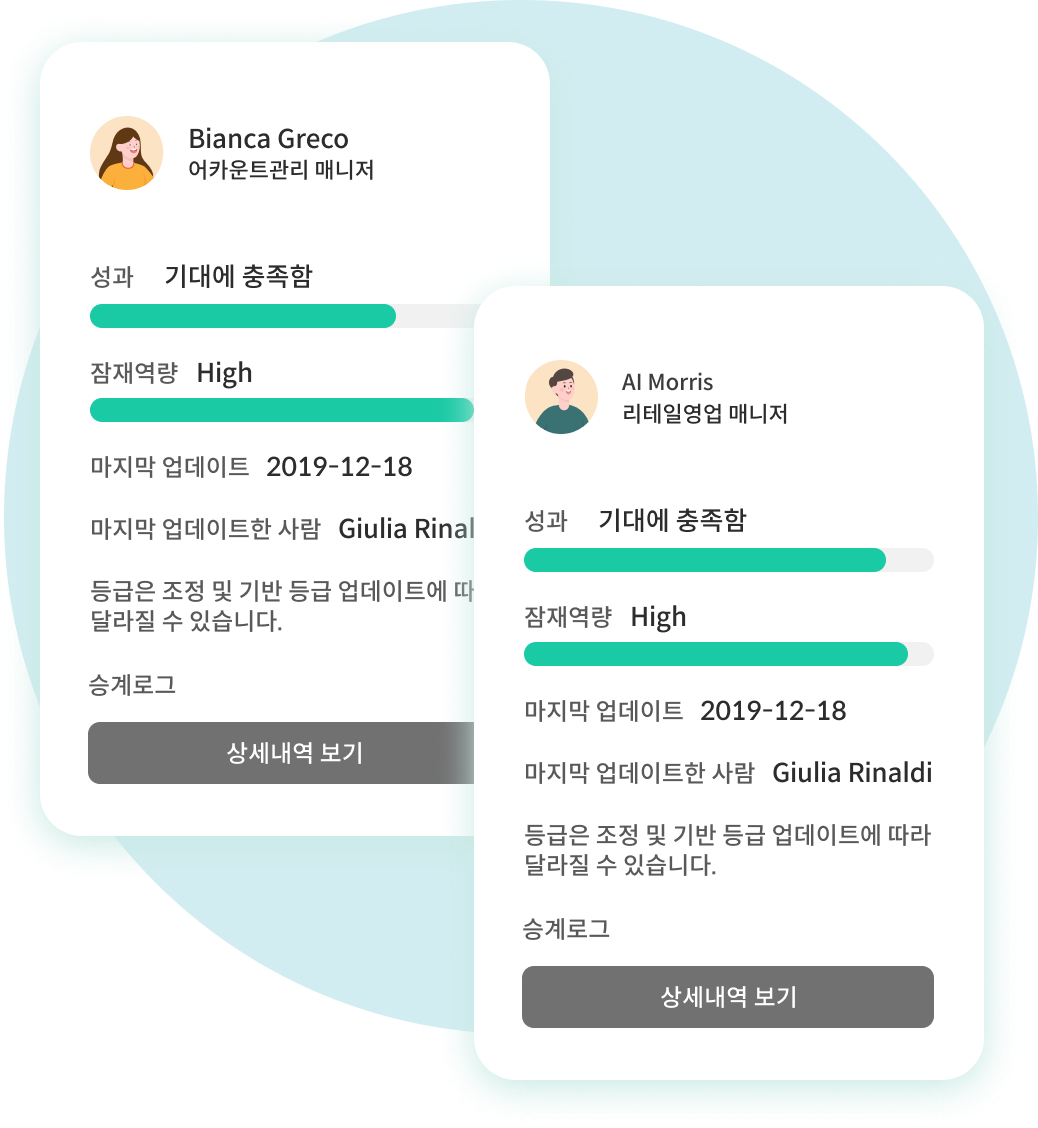 Bianca Greco
어카운트관리 매니저
성과 기대에 충족함
잠재역량 High
마지막 업데이트 2019-12-18
마지막 업데이트한 사람 Giulia
등급은 조정 및 기반 등급 업데이트에
달라질 수 있습니다.
승계로그
상세내역 보기
AI Morris
리테일영업 매니저
성과 기대에 충족함
잠재역량 High
마지막 업데이트 2019-12-18
마지막 업데이트한 사람 Giulia Rinaldi
등급은 조정 및 기반 등급 업데이트에 따라
달라질 수 있습니다.
승계로그
상세내역 보기